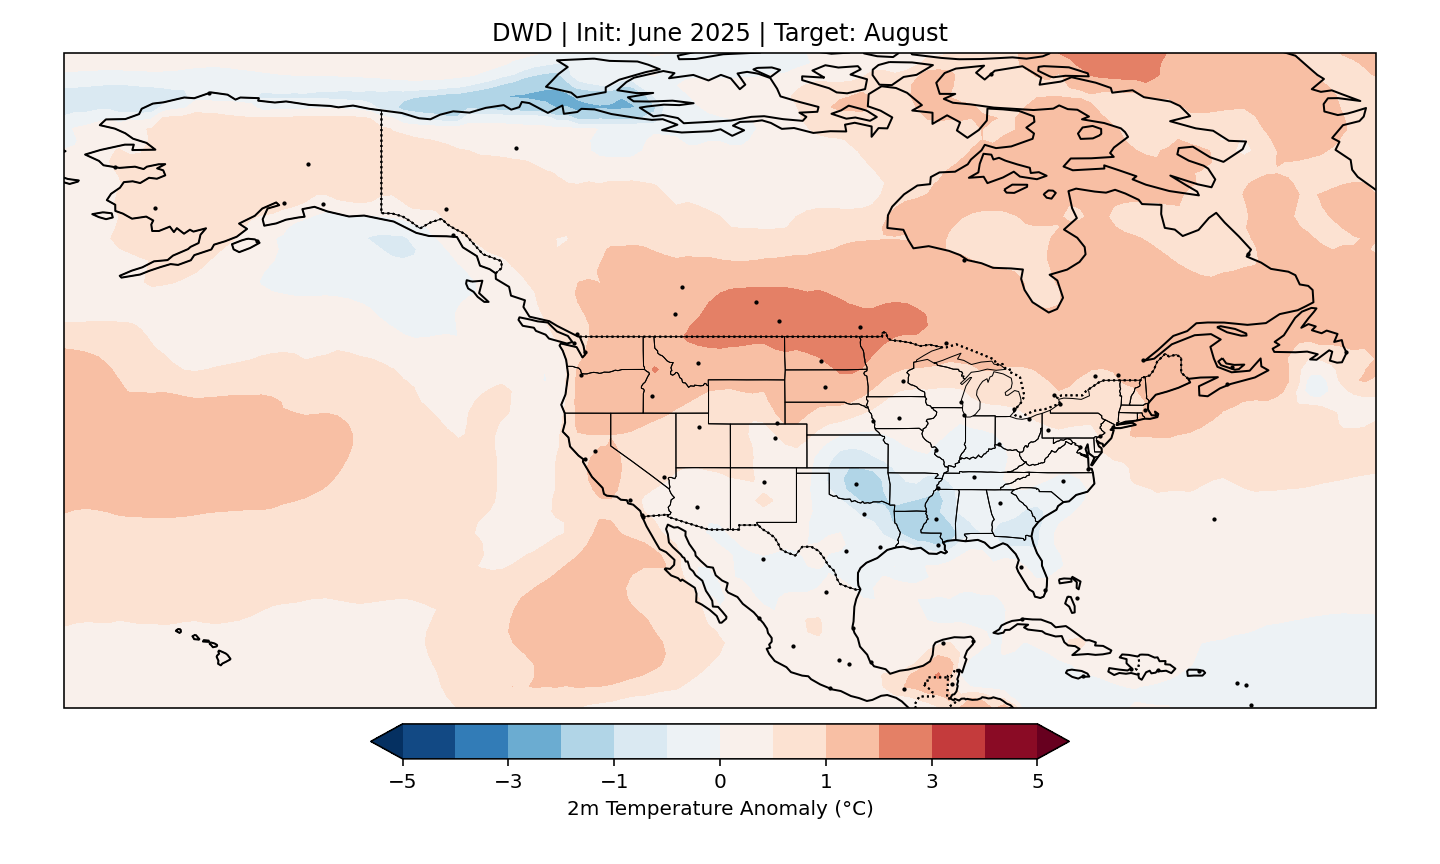 DWD | Init: June 2025 | Target: August
−5 −3 −1 0 1 3 5
2m Temperature Anomaly (°C)